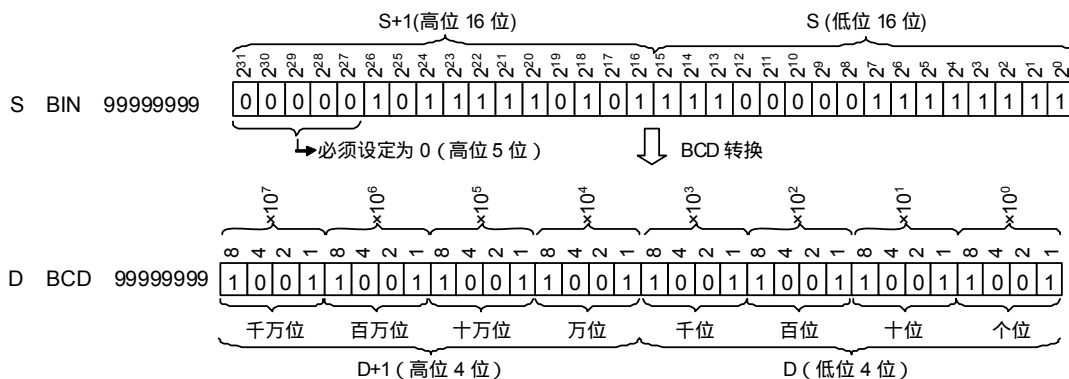 S+1(高位 16 位) S (低位 16 位)
2³¹ 2³⁰ 2²⁹ 2²⁸ 2²⁷ 2²⁶ 2²⁵ 2²⁴ 2²³ 2²² 2²¹ 2²⁰ 2¹⁹ 2¹⁸ 2¹⁷ 2¹⁶ 2¹⁵ 2¹⁴ 2¹³ 2¹² 2¹¹ 2¹⁰ 2⁹ 2⁸ 2⁷ 2⁶ 2⁵ 2⁴ 2³ 2² 2¹ 2⁰
S BIN 99999999 0 0 0 0 0 1 0 1 1 1 1 1 0 1 0 1 1 1 1 0 0 0 0 0 1 1 1 1 1 1 1 1
必须设定为 0（高位 5 位） BCD 转换
×10⁷ ×10⁶ ×10⁵ ×10⁴ ×10³ ×10² ×10¹ ×10⁰
8 4 2 1 8 4 2 1 8 4 2 1 8 4 2 1 8 4 2 1 8 4 2 1 8 4 2 1 8 4 2 1
D BCD 99999999 1 0 0 1 1 0 0 1 1 0 0 1 1 0 0 1 1 0 0 1 1 0 0 1 1 0 0 1 1 0 0 1
千万位 百万位 十万位 万位 千位 百位 十位 个位
D+1（高位 4 位） D（低位 4 位）